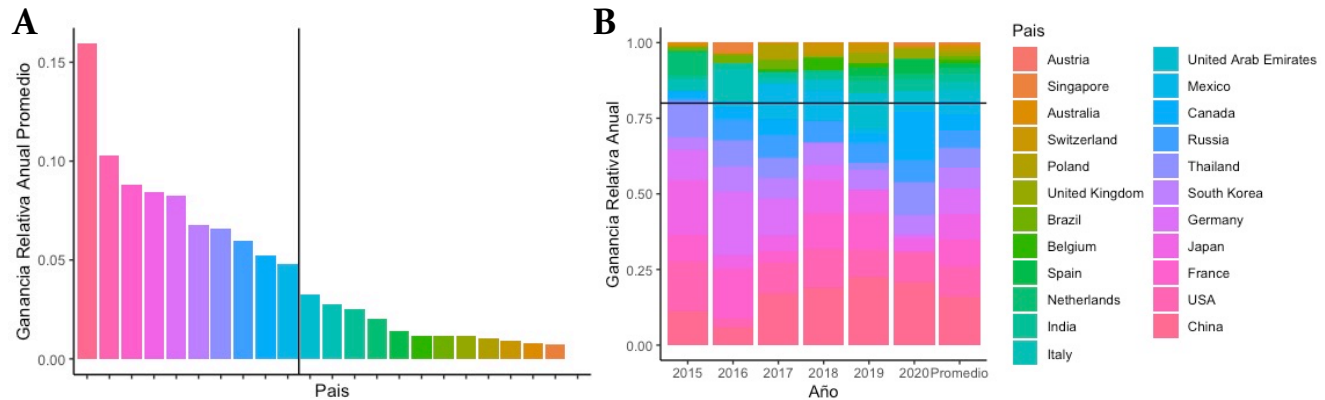 A
Ganancia Relativa Anual Promedio
0.15
0.10
0.05
0.00
Pais
B
Ganancia Relativa Anual
1.00
0.75
0.50
0.25
0.00
2015 2016 2017 2018 2019 2020 Promedio
Año
Pais
Austria
Singapore
Australia
Switzerland
Poland
United Kingdom
Brazil
Belgium
Spain
Netherlands
India
Italy
United Arab Emirates
Mexico
Canada
Russia
Thailand
South Korea
Germany
Japan
France
USA
China